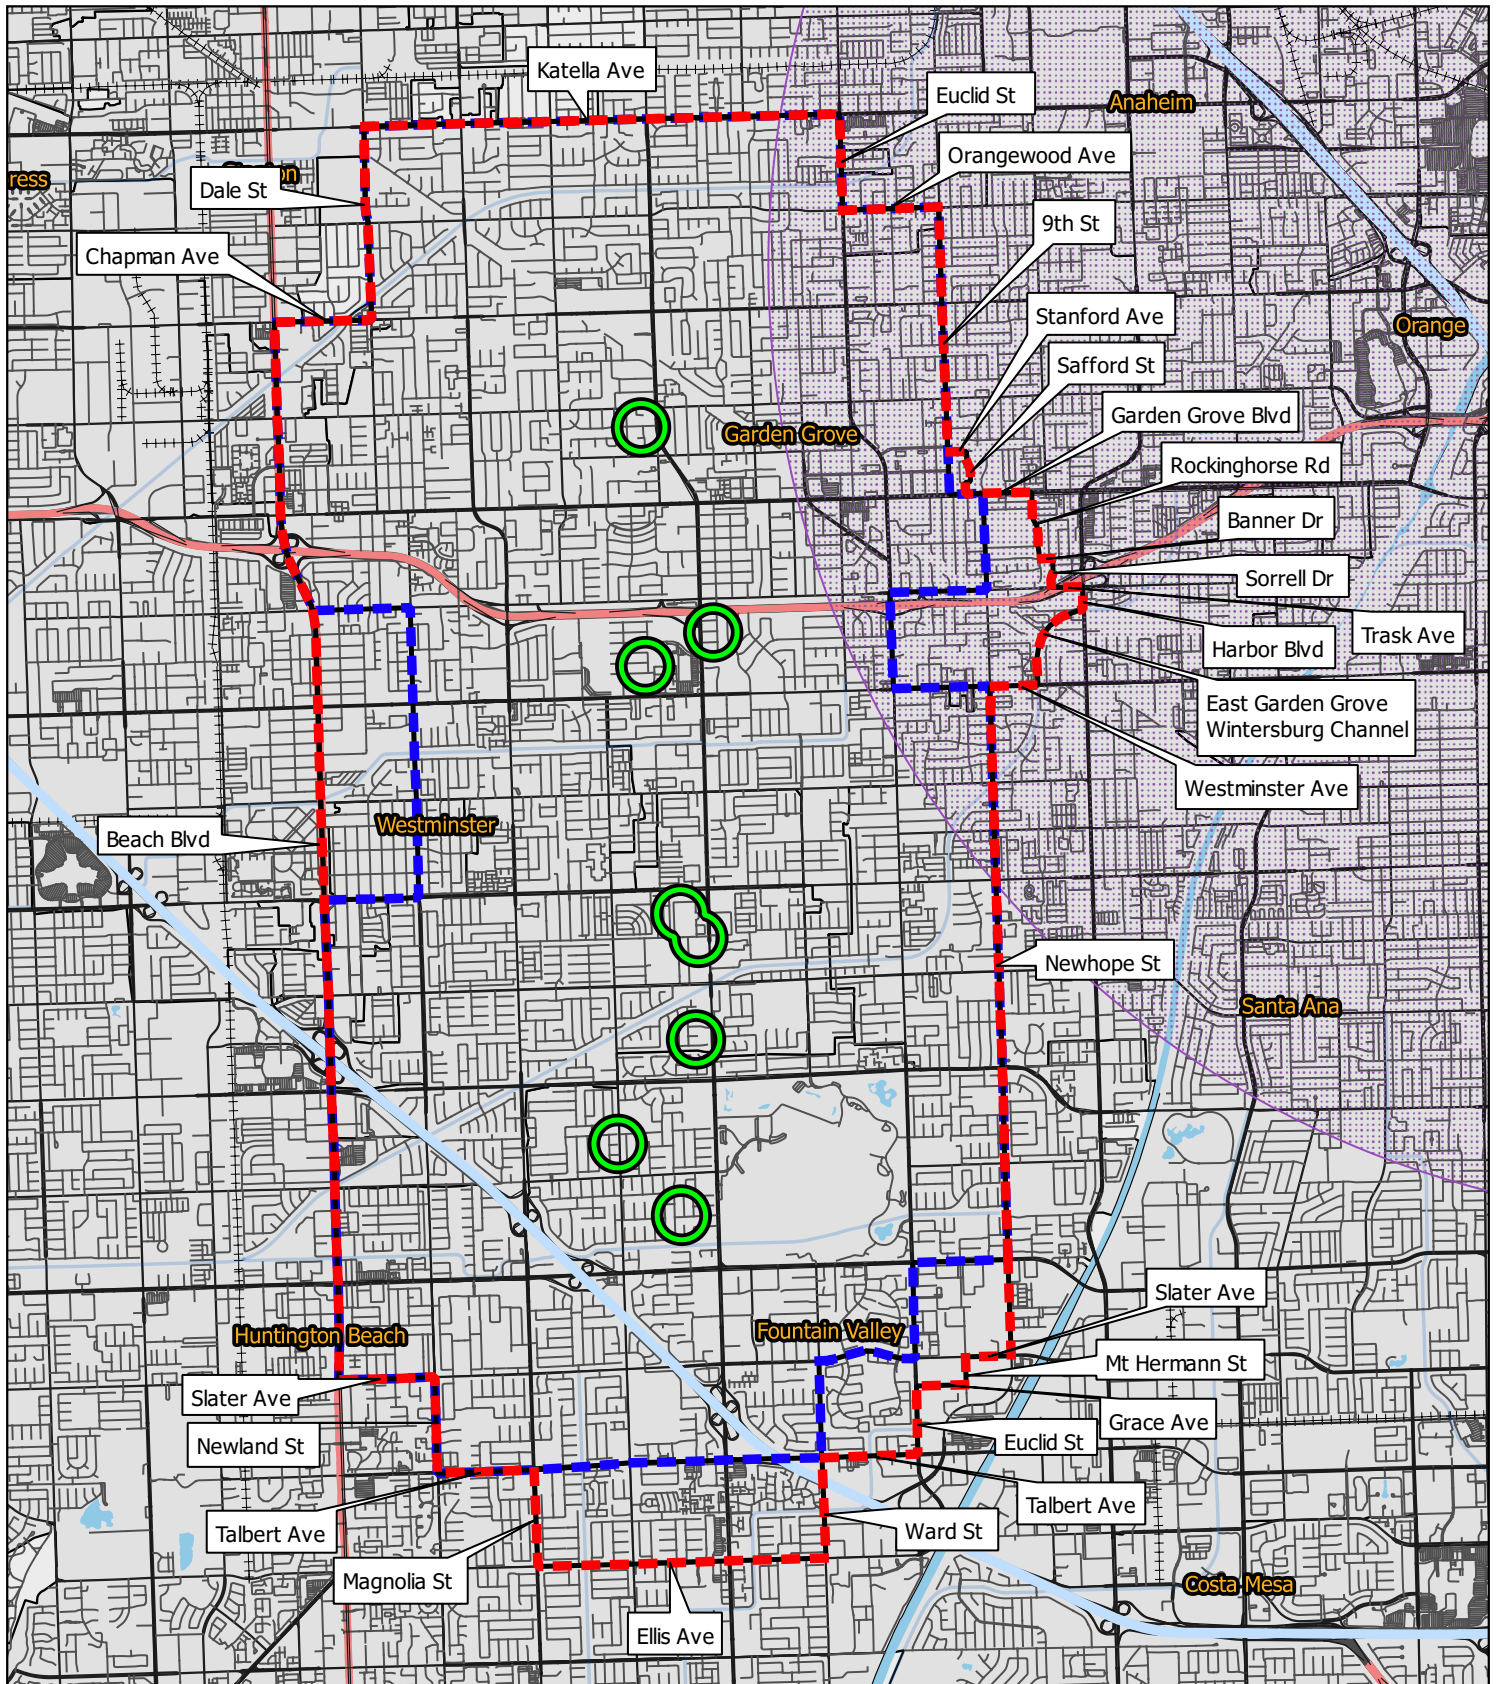 Katella Ave
Euclid St
Anaheim
Orangewood Ave
ress
on
Dale St
9th St
Chapman Ave
Stanford Ave
Orange
Safford St
Garden Grove Blvd
Garden Grove
Rockinghorse Rd
Banner Dr
Sorrell Dr
Trask Ave
Harbor Blvd
East Garden Grove
Wintersburg Channel
Westminster Ave
Westminster
Beach Blvd
Newhope St
Santa Ana
Slater Ave
Huntington Beach
Fountain Valley
Mt Hermann St
Slater Ave
Grace Ave
Newland St
Euclid St
Talbert Ave
Talbert Ave
Ward St
Magnolia St
Costa Mesa
Ellis Ave